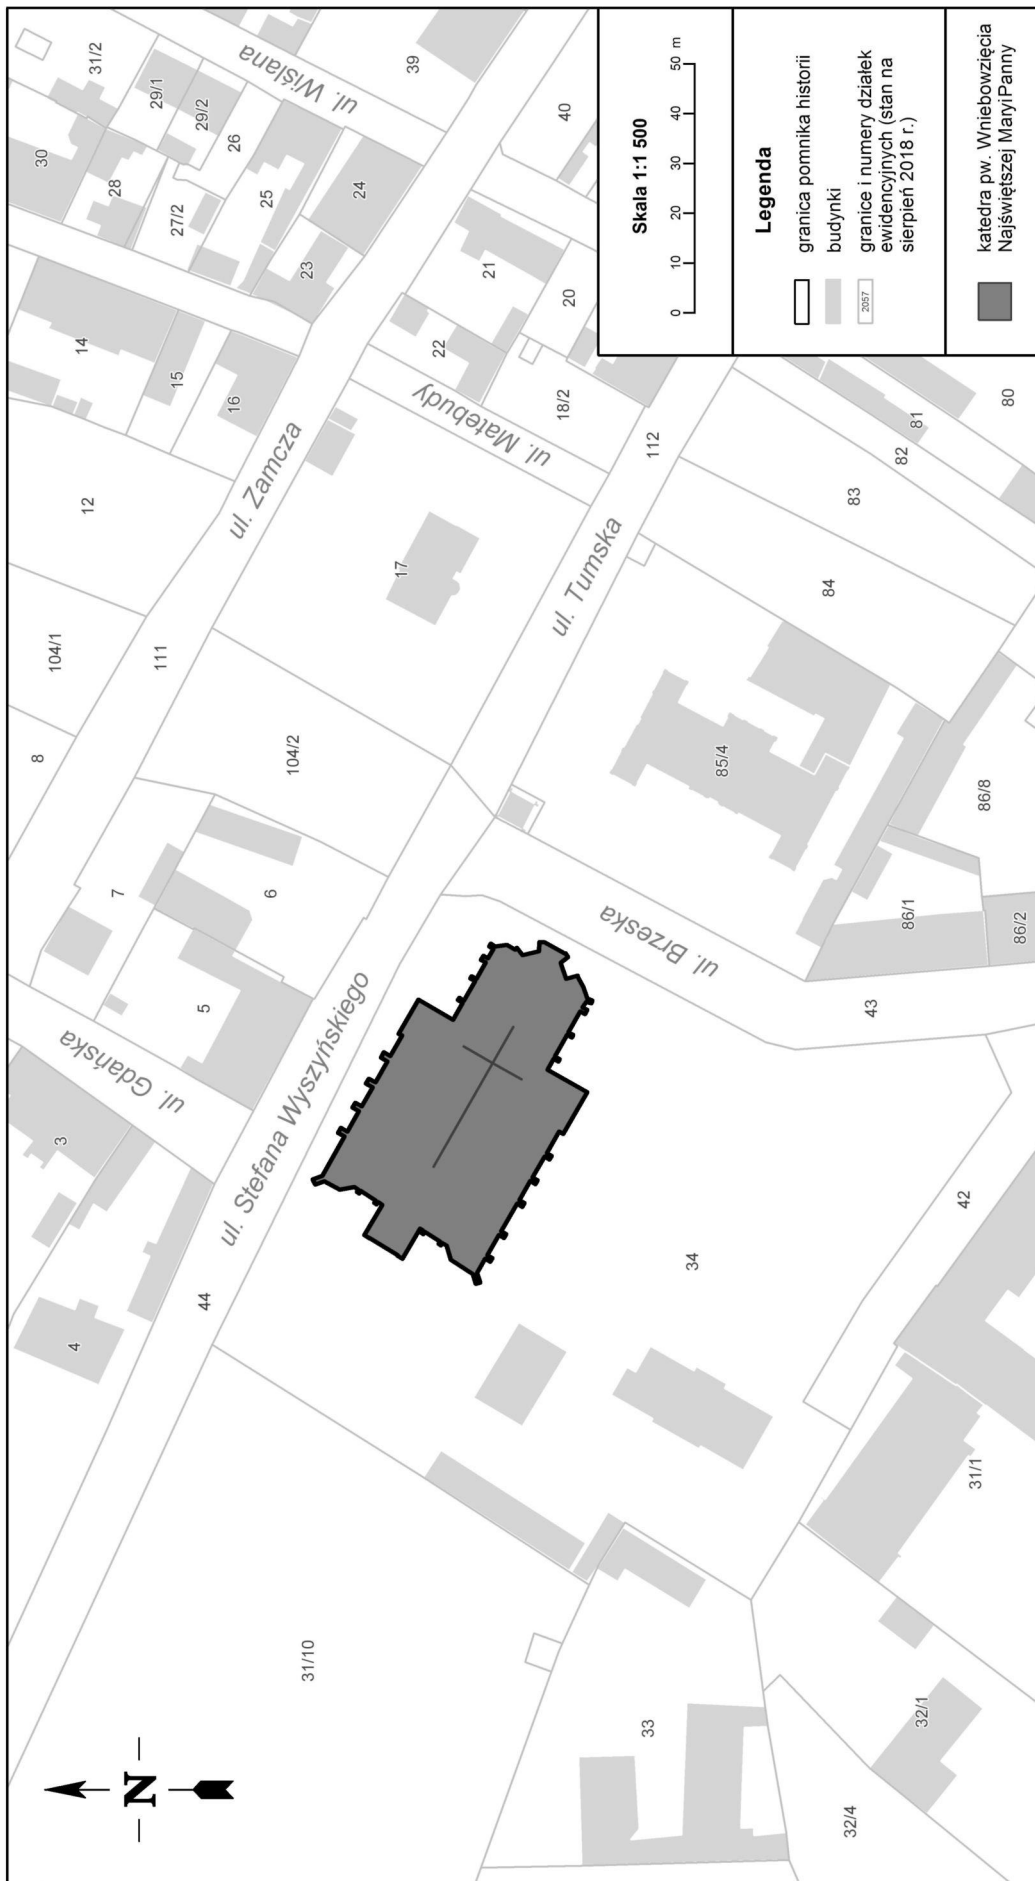 N
4
3
8
104/1
12
14
30
31/2
ul. Gdańska
7
111
15
28
29/1
44
5
16
27/2
29/2
ul. Wiślana
6
104/2
ul. Zamcza
26
31/10
ul. Stefana Wyszyńskiego
25
23
24
39
17
22
ul. Matebudy
21
40
18/2
20
33
34
ul. Brzeska
ul. Tumska
112
85/4
84
83
32/4
43
86/1
82
81
32/1
31/1
42
86/8
86/2
80
Skala 1:1 500
0 10 20 30 40 50 m
Legenda
granica pomnika historii
budynki
2057
granice i numery działek
ewidencyjnych (stan na
sierpień 2018 r.)
katedra pw. Wniebowzięcia
Najświętszej MaryiPanny